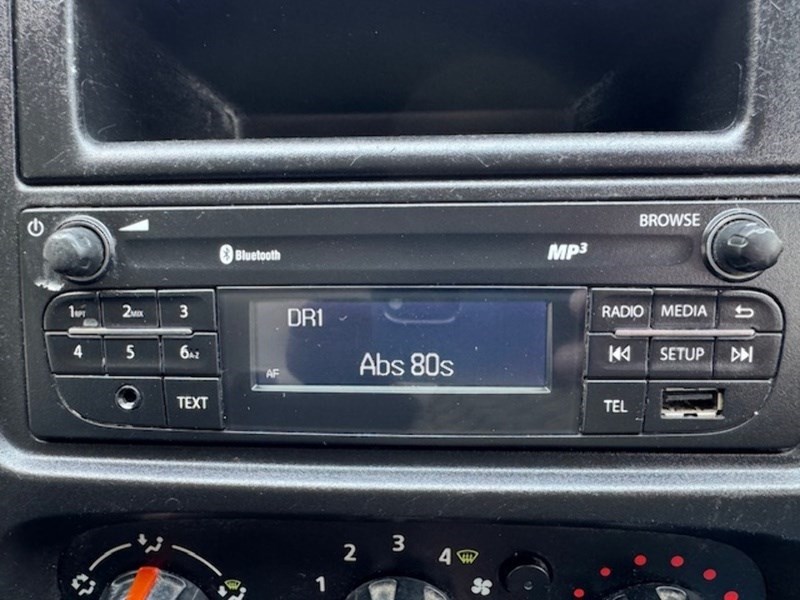 BROWSE
Bluetooth MP3
1RPT 2MIX 3
DR1
RADIO MEDIA
4 5 6A-Z
AF
Abs 80s
SETUP
TEXT
TEL
1 2 3 4